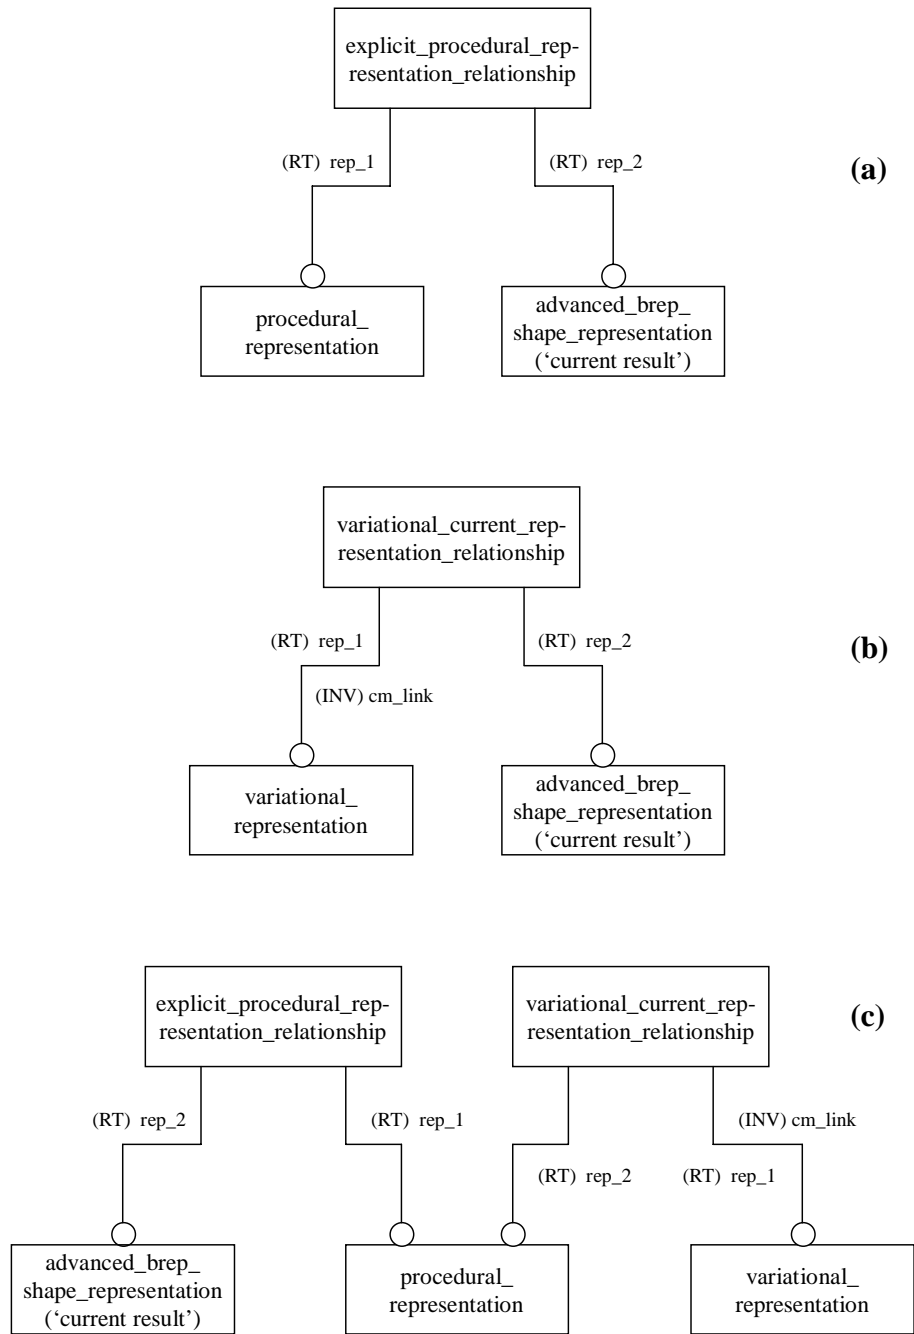 explicit_procedural_rep-
resentation_relationship
(RT) rep_1
(RT) rep_2
(a)
procedural_
representation
advanced_brep_
shape_representation
(‘current result’)
variational_current_rep-
resentation_relationship
(RT) rep_1
(RT) rep_2
(b)
(INV) cm_link
variational_
representation
advanced_brep_
shape_representation
(‘current result’)
explicit_procedural_rep-
resentation_relationship
variational_current_rep-
resentation_relationship
(c)
(RT) rep_2
(RT) rep_1
(INV) cm_link
(RT) rep_2
(RT) rep_1
advanced_brep_
shape_representation
(‘current result’)
procedural_
representation
variational_
representation